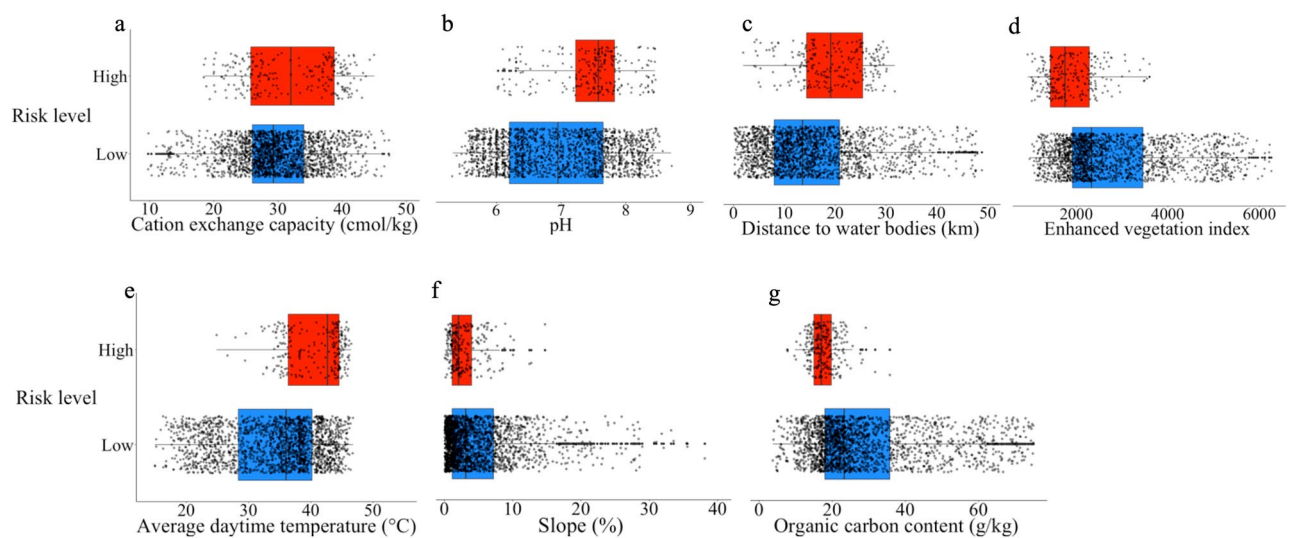 a
b
c
d
High
Risk level
Low
10 20 30 40 50
Cation exchange capacity (cmol/kg)
6 7 8 9
pH
0 10 20 30 40 50
Distance to water bodies (km)
2000 4000 6000
Enhanced vegetation index
e
f
g
High
Risk level
Low
20 30 40 50
Average daytime temperature (°C)
0 10 20 30 40
Slope (%)
0 20 40 60
Organic carbon content (g/kg)